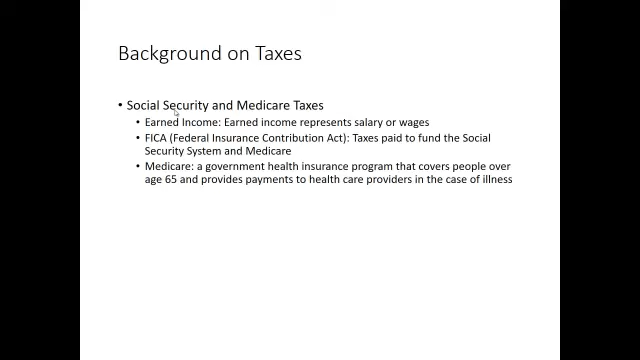 Background on Taxes
• Social Security and Medicare Taxes
• Earned Income: Earned income represents salary or wages
• FICA (Federal Insurance Contribution Act): Taxes paid to fund the Social
Security System and Medicare
• Medicare: a government health insurance program that covers people over
age 65 and provides payments to health care providers in the case of illness